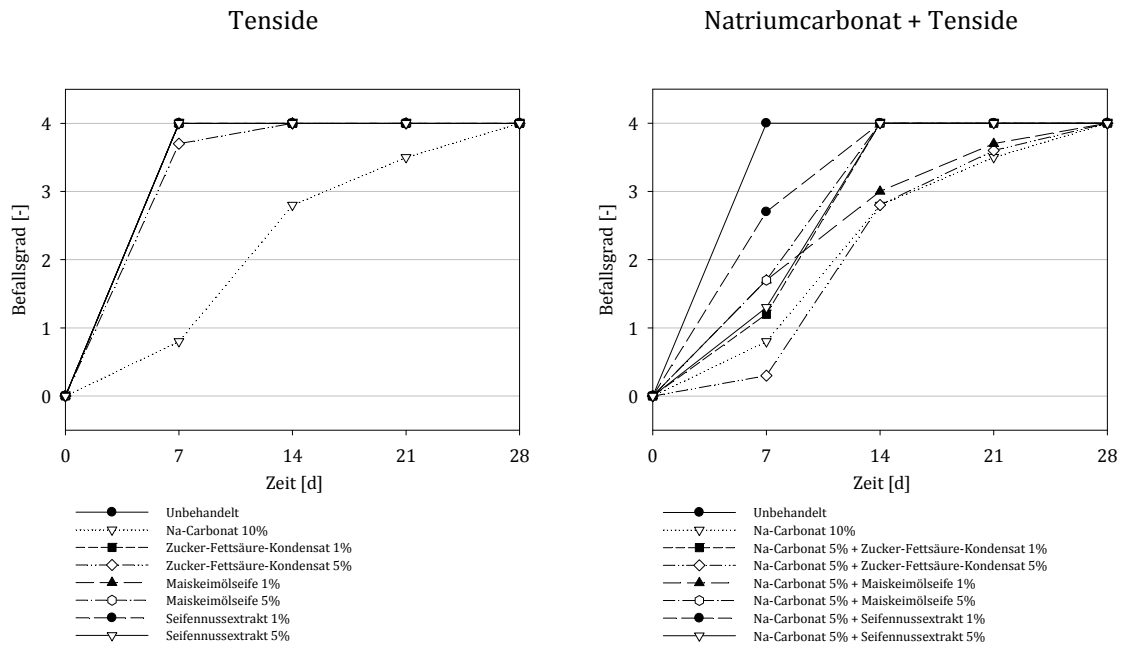 Tenside
Befallsgrad [-]
4
3
2
1
0
0 7 14 21 28
Zeit [d]
Unbehandelt
Na-Carbonat 10%
Zucker-Fettsäure-Kondensat 1%
Zucker-Fettsäure-Kondensat 5%
Maiskeimölseife 1%
Maiskeimölseife 5%
Seifennussextrakt 1%
Seifennussextrakt 5%
Natriumcarbonat + Tenside
Befallsgrad [-]
4
3
2
1
0
0 7 14 21 28
Zeit [d]
Unbehandelt
Na-Carbonat 10%
Na-Carbonat 5% + Zucker-Fettsäure-Kondensat 1%
Na-Carbonat 5% + Zucker-Fettsäure-Kondensat 5%
Na-Carbonat 5% + Maiskeimölseife 1%
Na-Carbonat 5% + Maiskeimölseife 5%
Na-Carbonat 5% + Seifennussextrakt 1%
Na-Carbonat 5% + Seifennussextrakt 5%